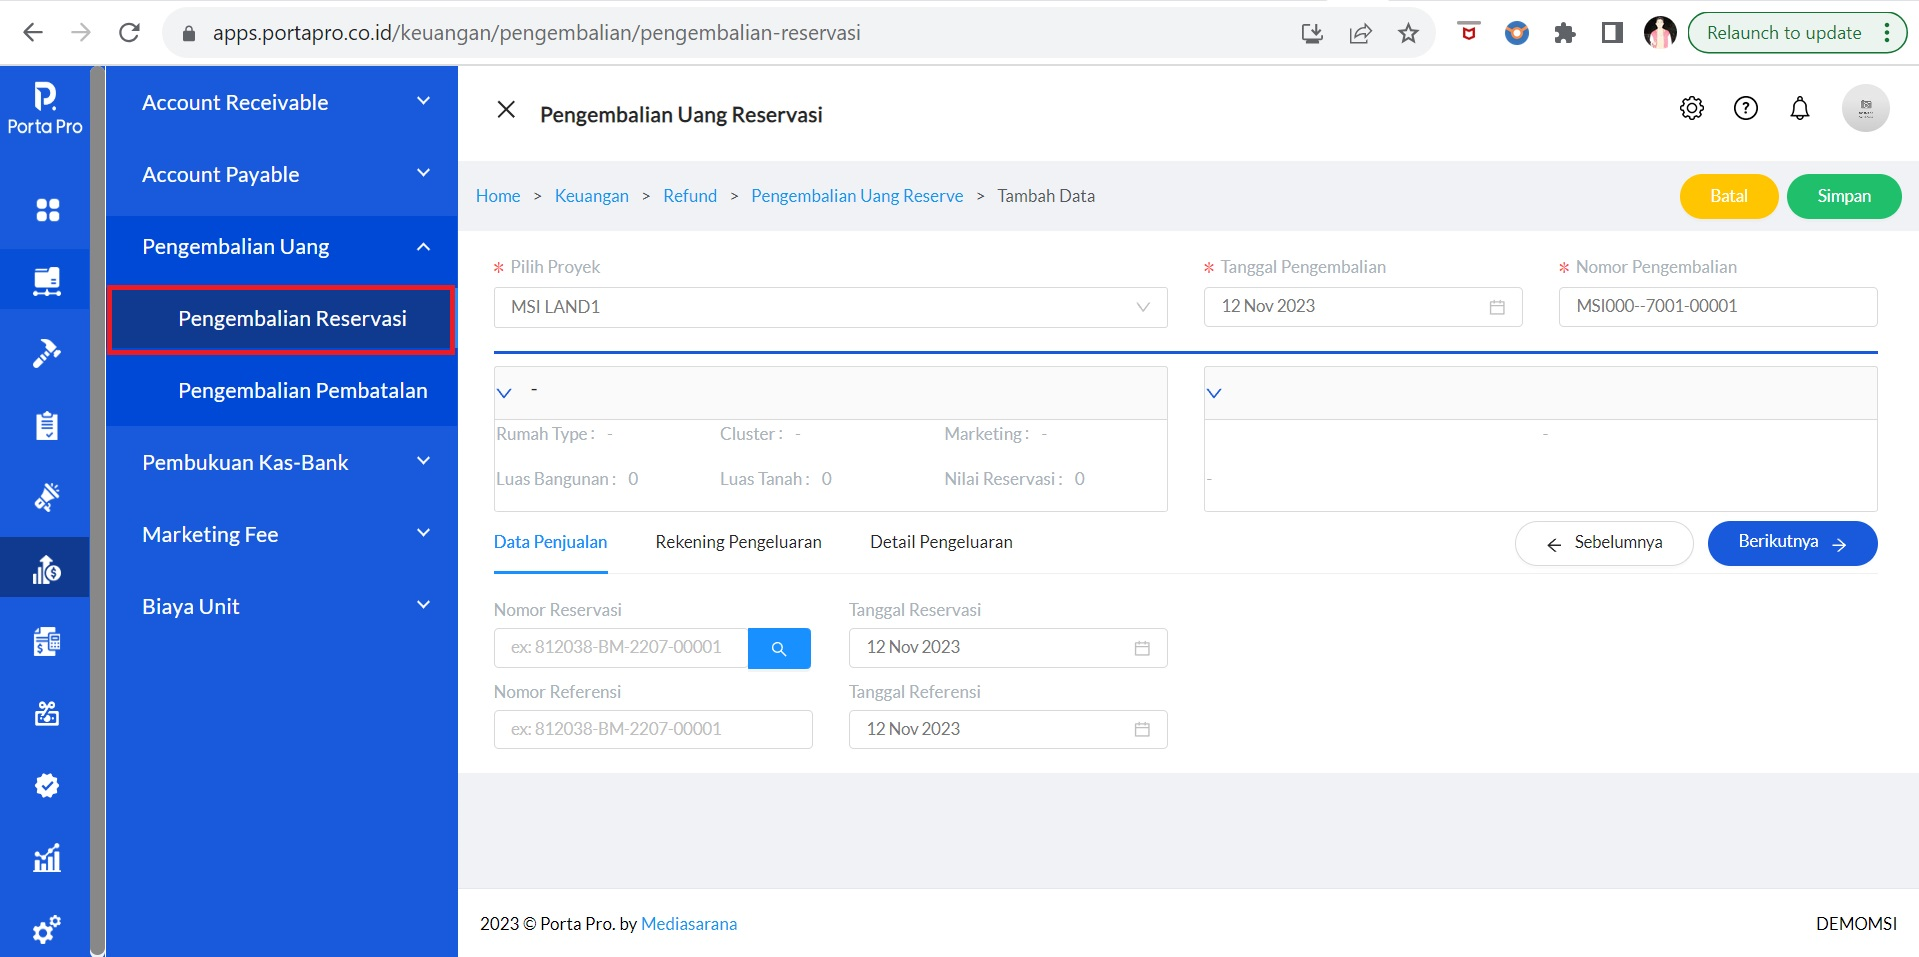 apps.portapro.co.id/keuangan/pengembalian/pengembalian-reservasi
Relaunch to update
P.
Porta Pro
Account Receivable
Account Payable
Pengembalian Uang
Pengembalian Reservasi
Pengembalian Pembatalan
Pembukuan Kas-Bank
Marketing Fee
Biaya Unit
Pengembalian Uang Reservasi
Home > Keuangan > Refund > Pengembalian Uang Reserve > Tambah Data
Batal
Simpan
* Pilih Proyek
MSI LAND1
* Tanggal Pengembalian
12 Nov 2023
* Nomor Pengembalian
MSI000--7001-00001
-
Rumah Type : -
Cluster : -
Marketing : -
Luas Bangunan : 0
Luas Tanah : 0
Nilai Reservasi : 0
-
-
Data Penjualan
Rekening Pengeluaran
Detail Pengeluaran
← Sebelumnya
Berikutnya →
Nomor Reservasi
ex: 812038-BM-2207-00001
Tanggal Reservasi
12 Nov 2023
Nomor Referensi
ex: 812038-BM-2207-00001
Tanggal Referensi
12 Nov 2023
2023 © Porta Pro. by Mediasarana
DEMOMSI